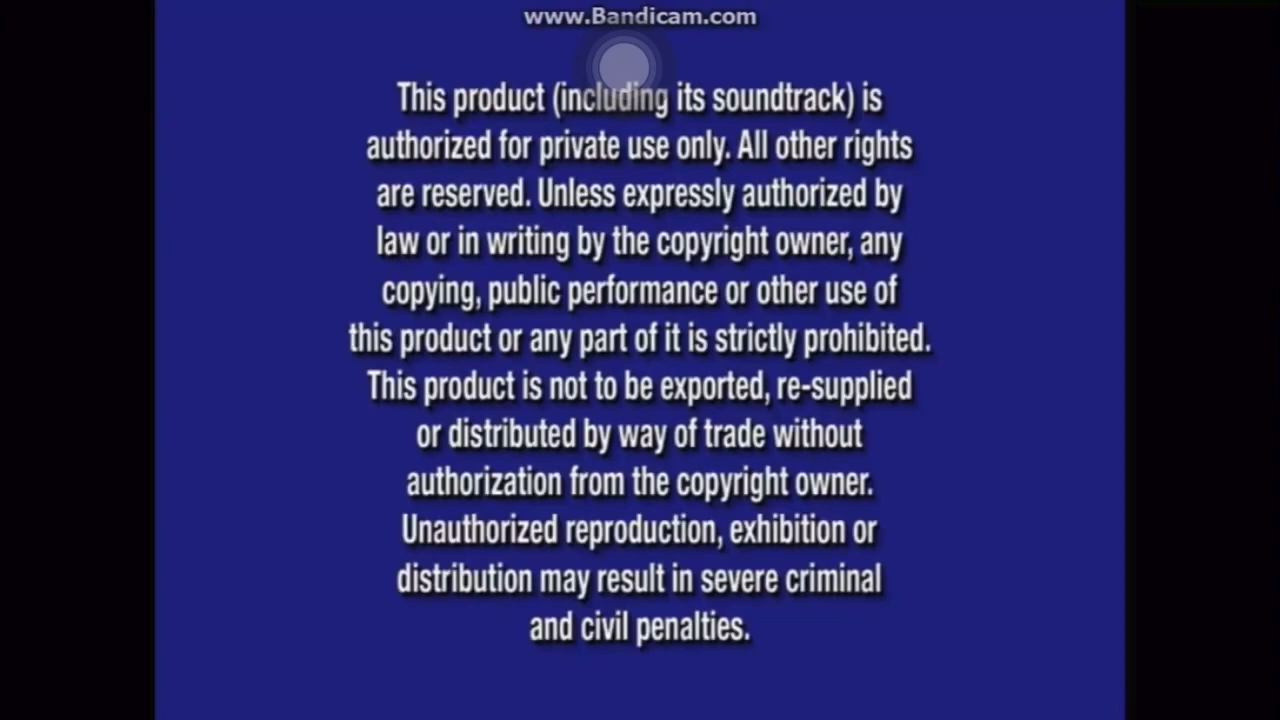 www.Bandicam.com
This product (including its soundtrack) is
authorized for private use only. All other rights
are reserved. Unless expressly authorized by
law or in writing by the copyright owner, any
copying, public performance or other use of
this product or any part of it is strictly prohibited.
This product is not to be exported, re-supplied
or distributed by way of trade without
authorization from the copyright owner.
Unauthorized reproduction, exhibition or
distribution may result in severe criminal
and civil penalties.